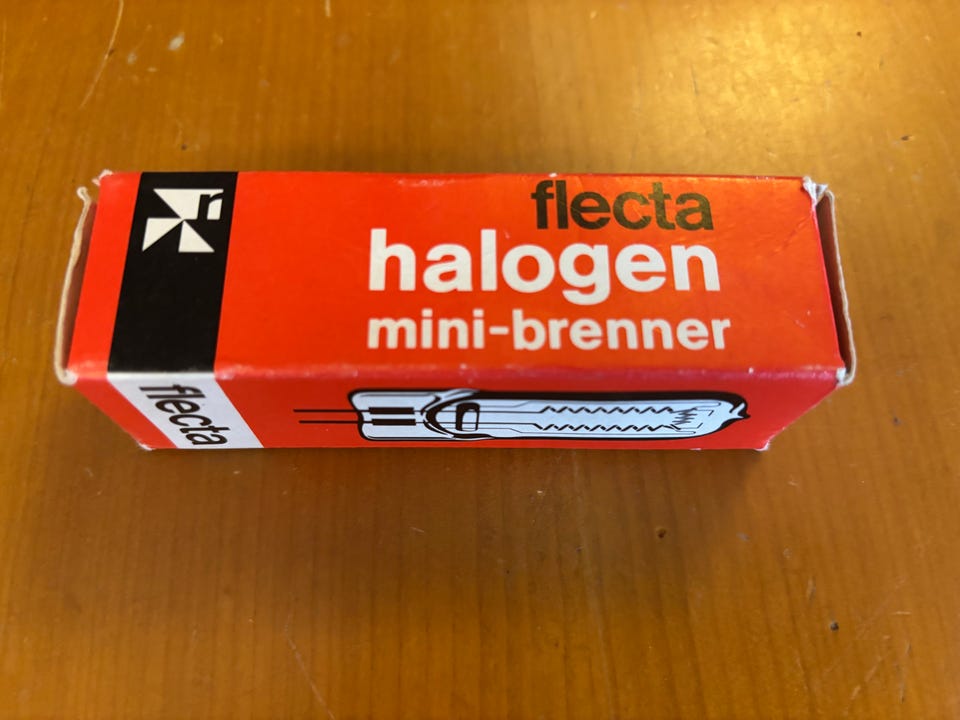 flecta
halogen
mini-brenner
n
flecta